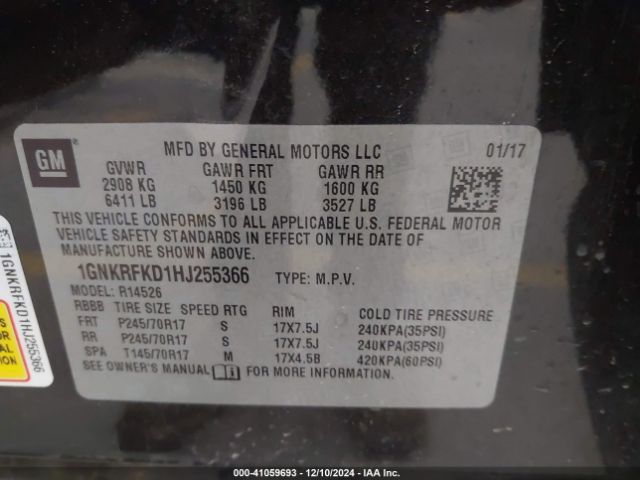 GM
MFD BY GENERAL MOTORS LLC 01/17
GVWR GAWR FRT GAWR RR
2908 KG 1450 KG 1600 KG
6411 LB 3196 LB 3527 LB
THIS VEHICLE CONFORMS TO ALL APPLICABLE U.S. FEDERAL MOTOR
VEHICLE SAFETY STANDARDS IN EFFECT ON THE DATE OF
MANUFACTURE SHOWN ABOVE.
1GNKRFKD1HJ255366 TYPE: M.P.V.
MODEL: R14526
RBBB TIRE SIZE SPEED RTG RIM COLD TIRE PRESSURE
FRT P245/70R17 S 17X7.5J 240KPA(35PSI)
RR P245/70R17 S 17X7.5J 240KPA(35PSI)
SPA T145/70R17 M 17X4.5B 420KPA(60PSI)
SEE OWNER'S MANUAL FOR MORE INFORMATION.
1GNKRFKD1HJ255366
000-41059693 - 12/10/2024 - IAA Inc.